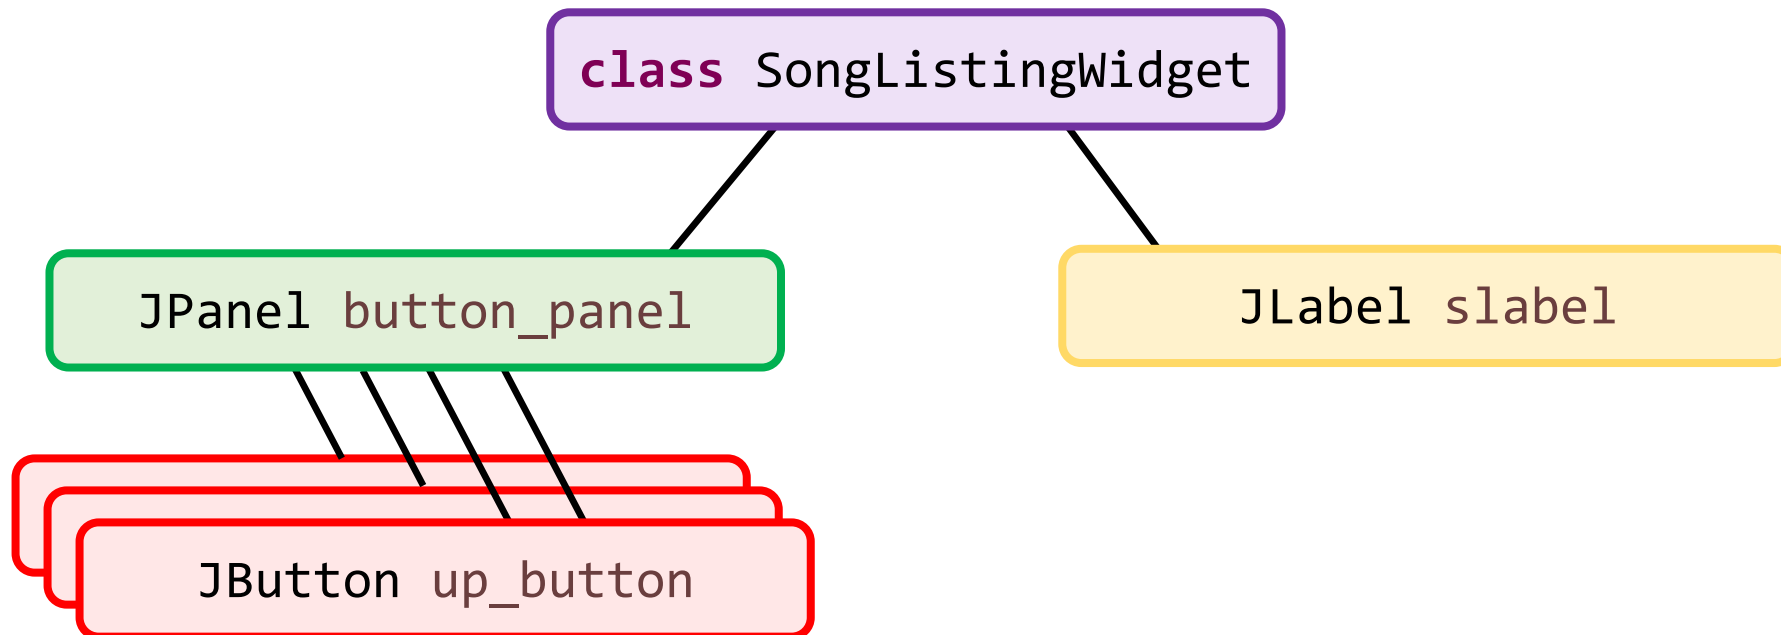 class SongListingWidget
JPanel button_panel
JLabel slabel
JButton up_button